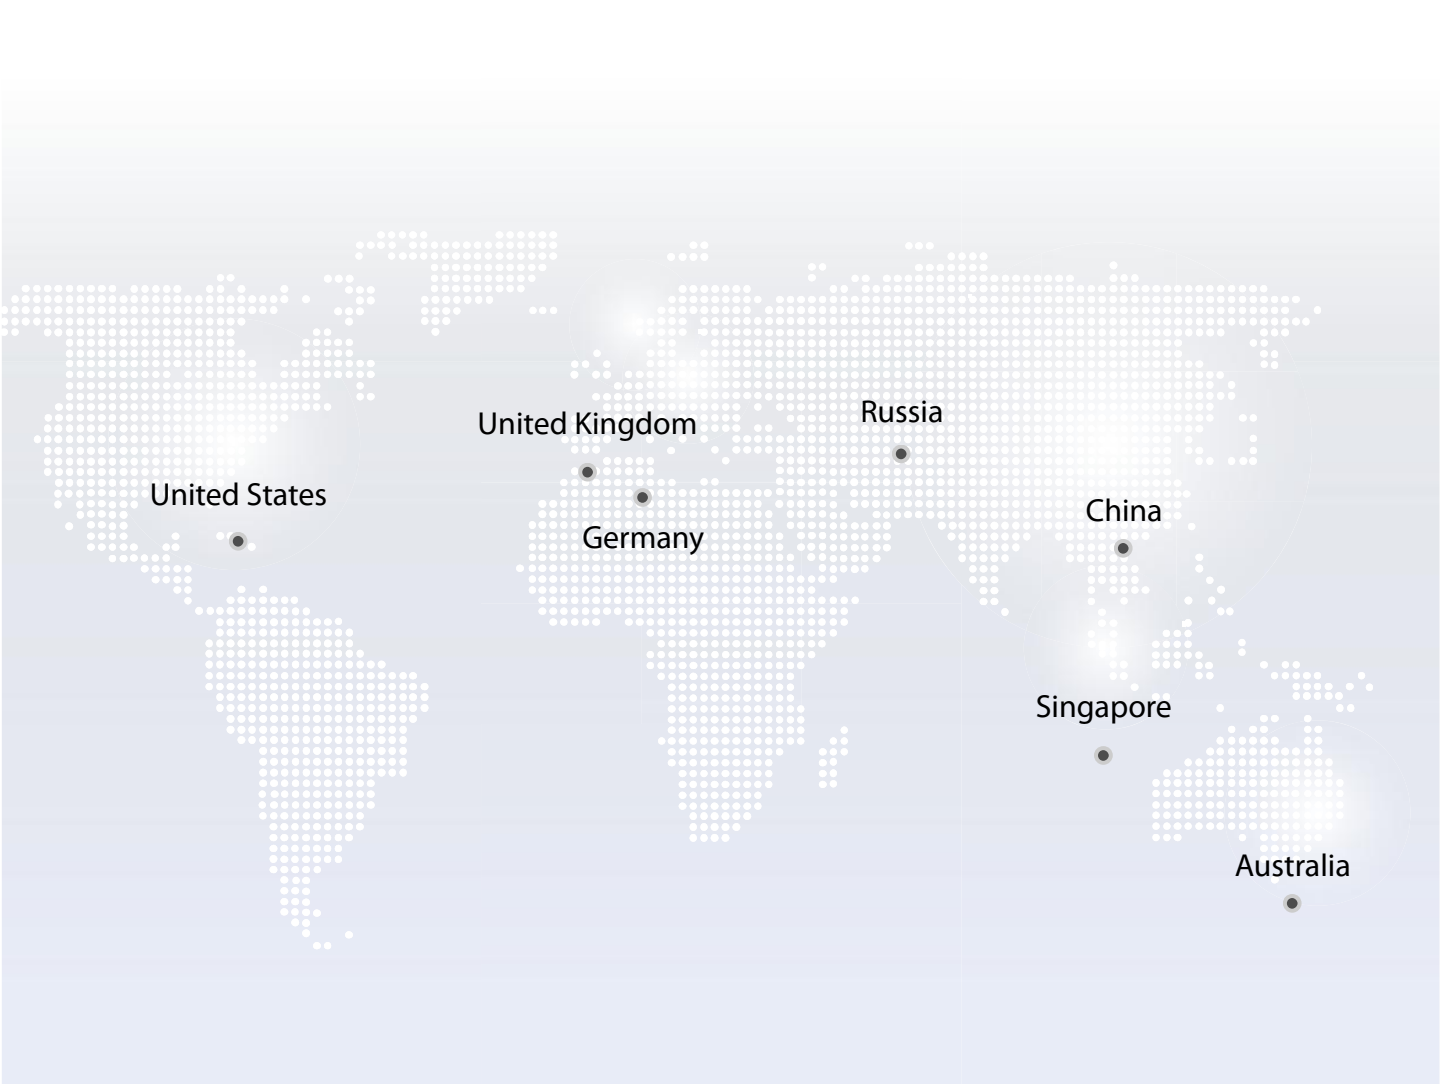 Russia
United Kingdom
United States
China
Germany
Singapore
Australia